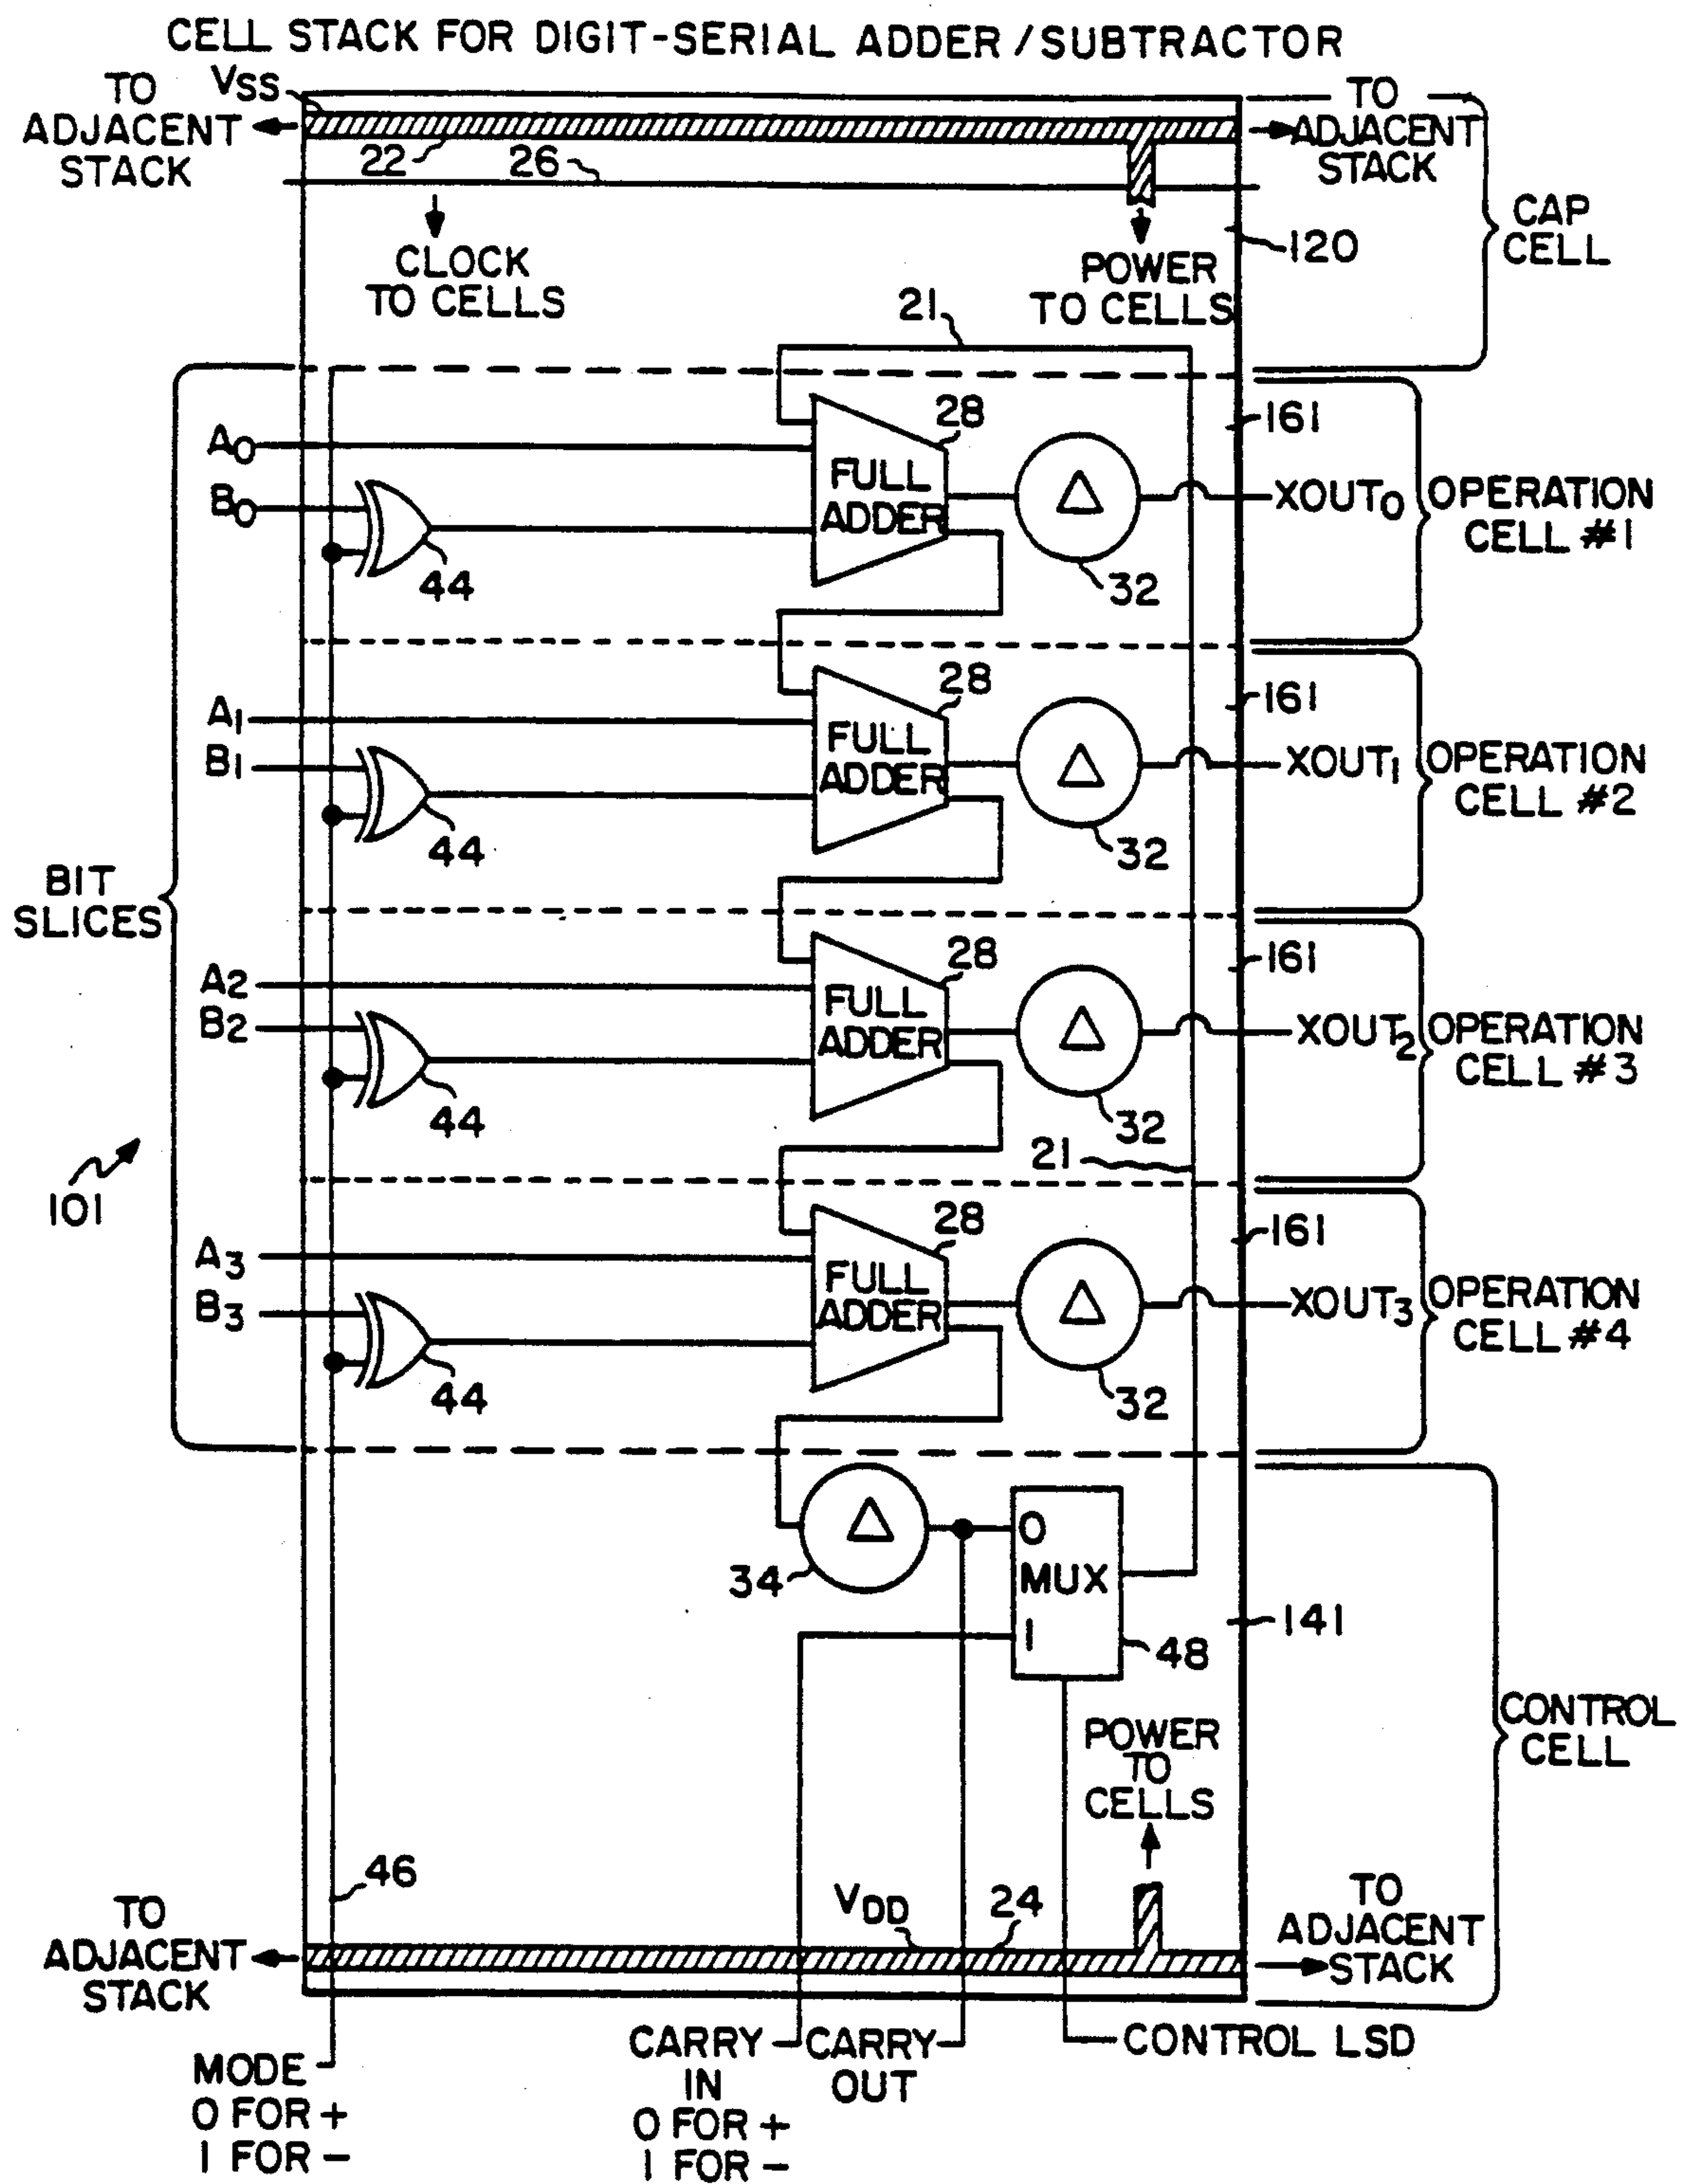 CELL STACK FOR DIGIT-SERIAL ADDER/SUBTRACTOR
TO
ADJACENT
STACK
VSS
22
26
TO
ADJACENT
STACK
CLOCK
TO CELLS
POWER
TO CELLS
120
CAP
CELL
21
A0
B0
44
28
FULL
ADDER
32
161
XOUT0
OPERATION
CELL #1
A1
B1
44
28
FULL
ADDER
32
161
XOUT1
OPERATION
CELL #2
BIT
SLICES
A2
B2
44
28
FULL
ADDER
32
161
XOUT2
OPERATION
CELL #3
101
21
A3
B3
44
28
FULL
ADDER
32
161
XOUT3
OPERATION
CELL #4
34
0
MUX
1
48
141
POWER
TO
CELLS
CONTROL
CELL
46
VDD
24
TO
ADJACENT
STACK
TO
ADJACENT
STACK
MODE
0 FOR +
1 FOR -
CARRY
IN
0 FOR +
1 FOR -
CARRY
OUT
CONTROL LSD